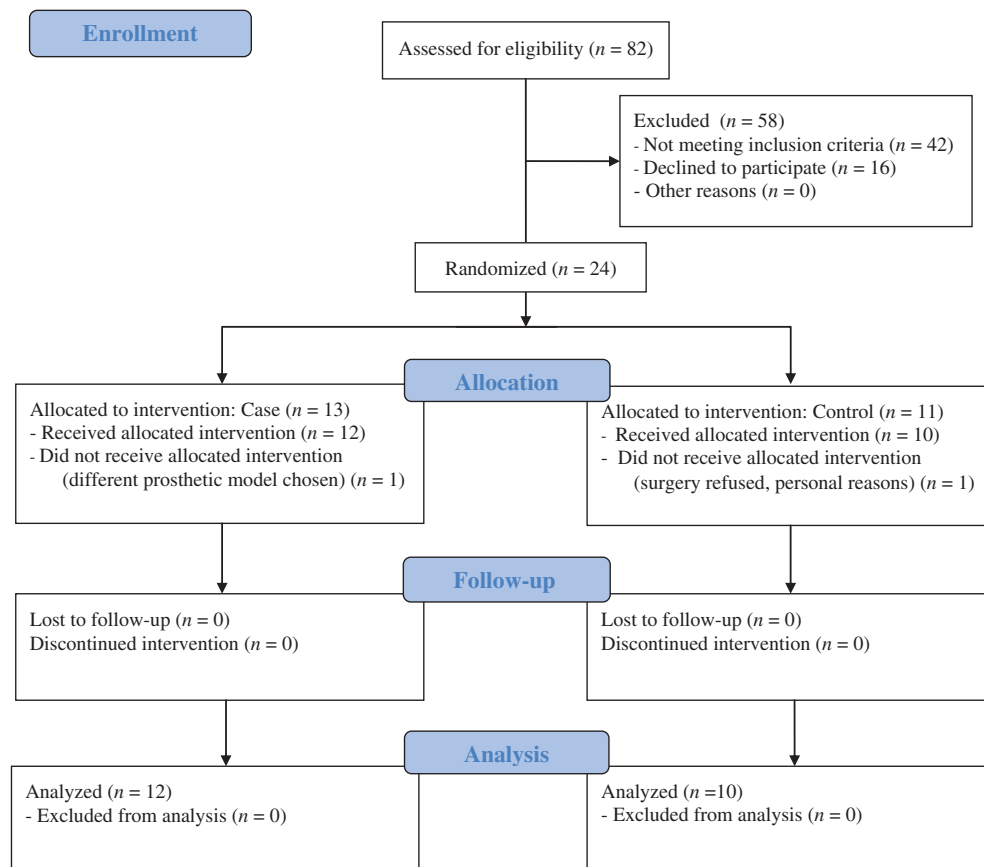 Enrollment
Assessed for eligibility (n = 82)
Excluded (n = 58)
- Not meeting inclusion criteria (n = 42)
- Declined to participate (n = 16)
- Other reasons (n = 0)
Randomized (n = 24)
Allocation
Allocated to intervention: Case (n = 13)
- Received allocated intervention (n = 12)
- Did not receive allocated intervention
(different prosthetic model chosen) (n = 1)
Allocated to intervention: Control (n = 11)
- Received allocated intervention (n = 10)
- Did not receive allocated intervention
(surgery refused, personal reasons) (n = 1)
Follow-up
Lost to follow-up (n = 0)
Discontinued intervention (n = 0)
Lost to follow-up (n = 0)
Discontinued intervention (n = 0)
Analysis
Analyzed (n = 12)
- Excluded from analysis (n = 0)
Analyzed (n =10)
- Excluded from analysis (n = 0)